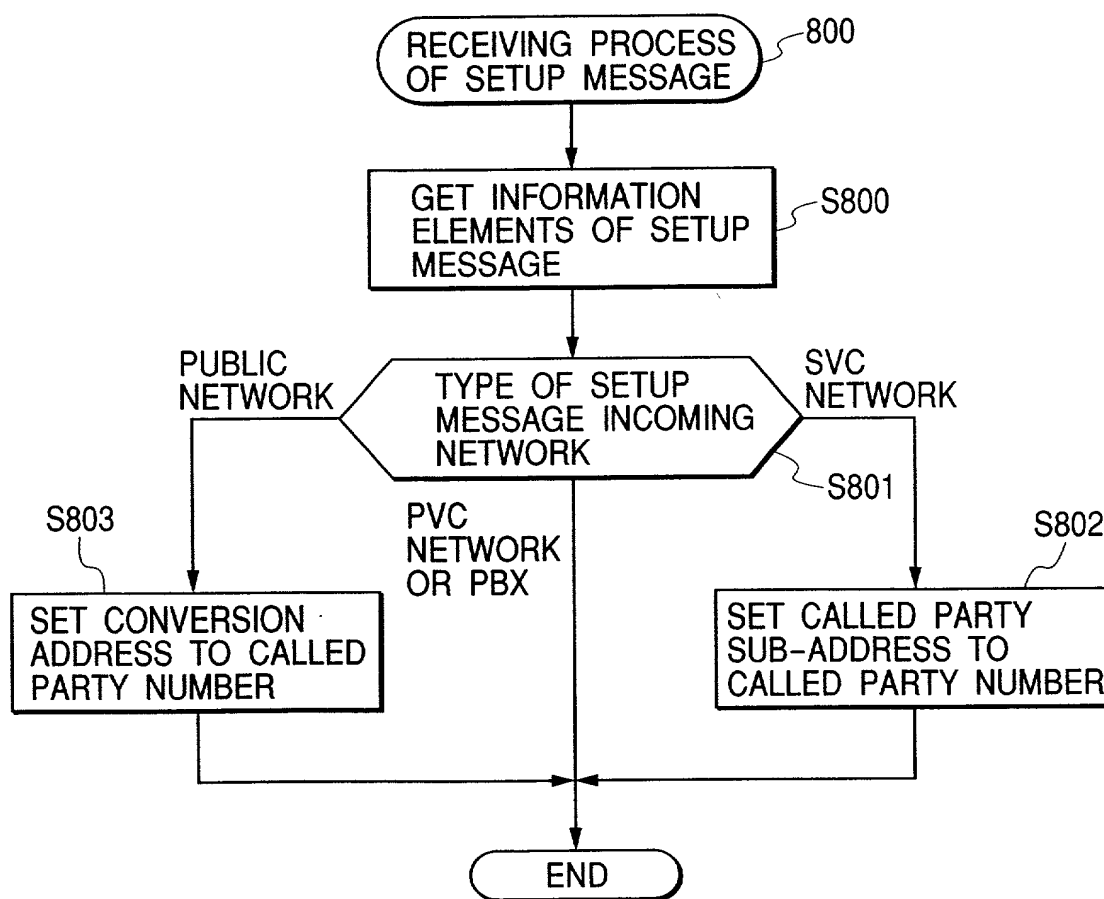 RECEIVING PROCESS
OF SETUP MESSAGE
800
GET INFORMATION
ELEMENTS OF SETUP
MESSAGE
S800
PUBLIC
NETWORK
TYPE OF SETUP
MESSAGE INCOMING
NETWORK
SVC
NETWORK
S801
S803
PVC
NETWORK
OR PBX
S802
SET CONVERSION
ADDRESS TO CALLED
PARTY NUMBER
SET CALLED PARTY
SUB-ADDRESS TO
CALLED PARTY NUMBER
END